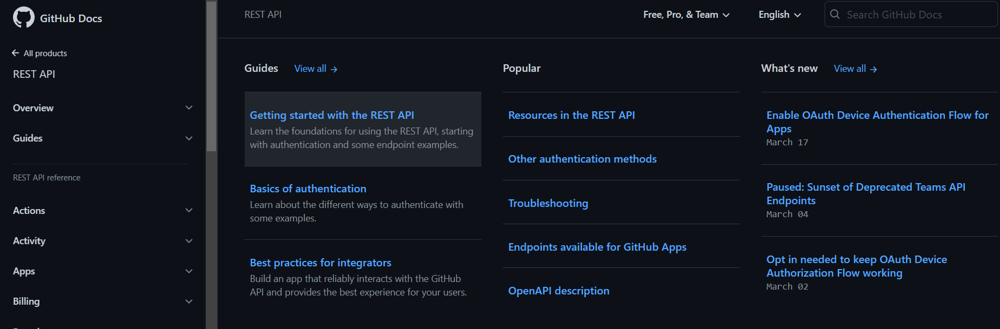 GitHub Docs
All products
REST API
Overview
Guides
REST API reference
Actions
Activity
Apps
Billing
REST API
Free, Pro, & Team
English
Search GitHub Docs
Guides
View all
Getting started with the REST API
Learn the foundations for using the REST API, starting
with authentication and some endpoint examples.
Basics of authentication
Learn about the different ways to authenticate with
some examples.
Best practices for integrators
Build an app that reliably interacts with the GitHub
API and provides the best experience for your users.
Popular
Resources in the REST API
Other authentication methods
Troubleshooting
Endpoints available for GitHub Apps
OpenAPI description
What's new
View all
Enable OAuth Device Authentication Flow for
Apps
March 17
Paused: Sunset of Deprecated Teams API
Endpoints
March 04
Opt in needed to keep OAuth Device
Authorization Flow working
March 02